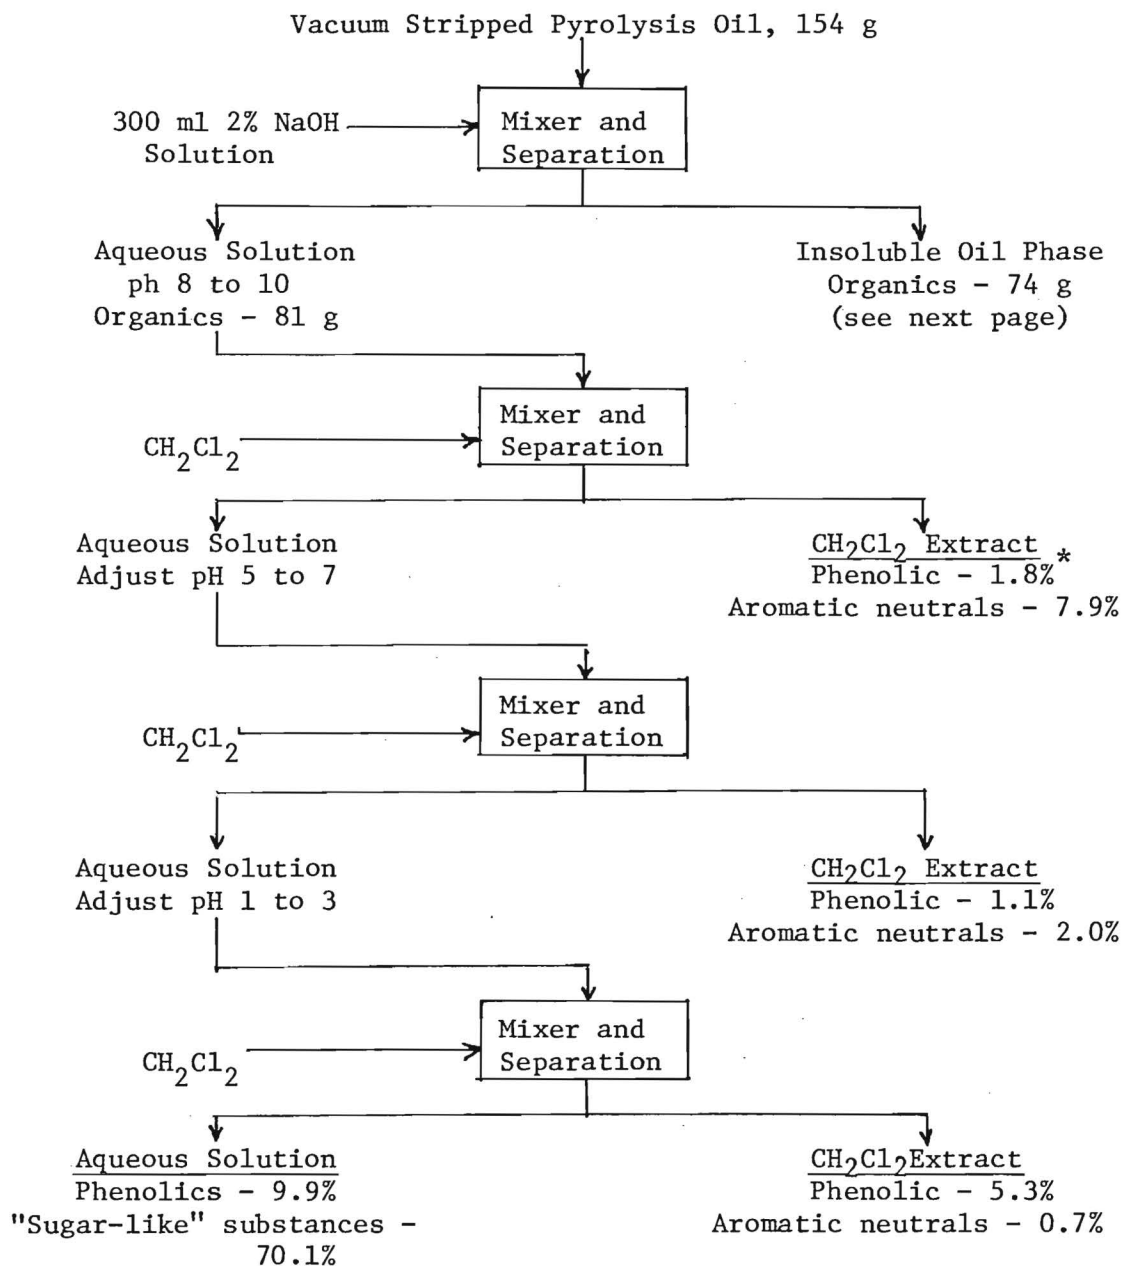 Vacuum Stripped Pyrolysis Oil, 154 g
300 ml 2% NaOH
Solution
Mixer and
Separation
Aqueous Solution
ph 8 to 10
Organics - 81 g
Insoluble Oil Phase
Organics - 74 g
(see next page)
CH2Cl2
Mixer and
Separation
Aqueous Solution
Adjust pH 5 to 7
CH2Cl2 Extract
Phenolic - 1.8% *
Aromatic neutrals - 7.9%
CH2Cl2
Mixer and
Separation
Aqueous Solution
Adjust pH 1 to 3
CH2Cl2 Extract
Phenolic - 1.1%
Aromatic neutrals - 2.0%
CH2Cl2
Mixer and
Separation
Aqueous Solution
Phenolics - 9.9%
"Sugar-like" substances -
70.1%
CH2Cl2Extract
Phenolic - 5.3%
Aromatic neutrals - 0.7%